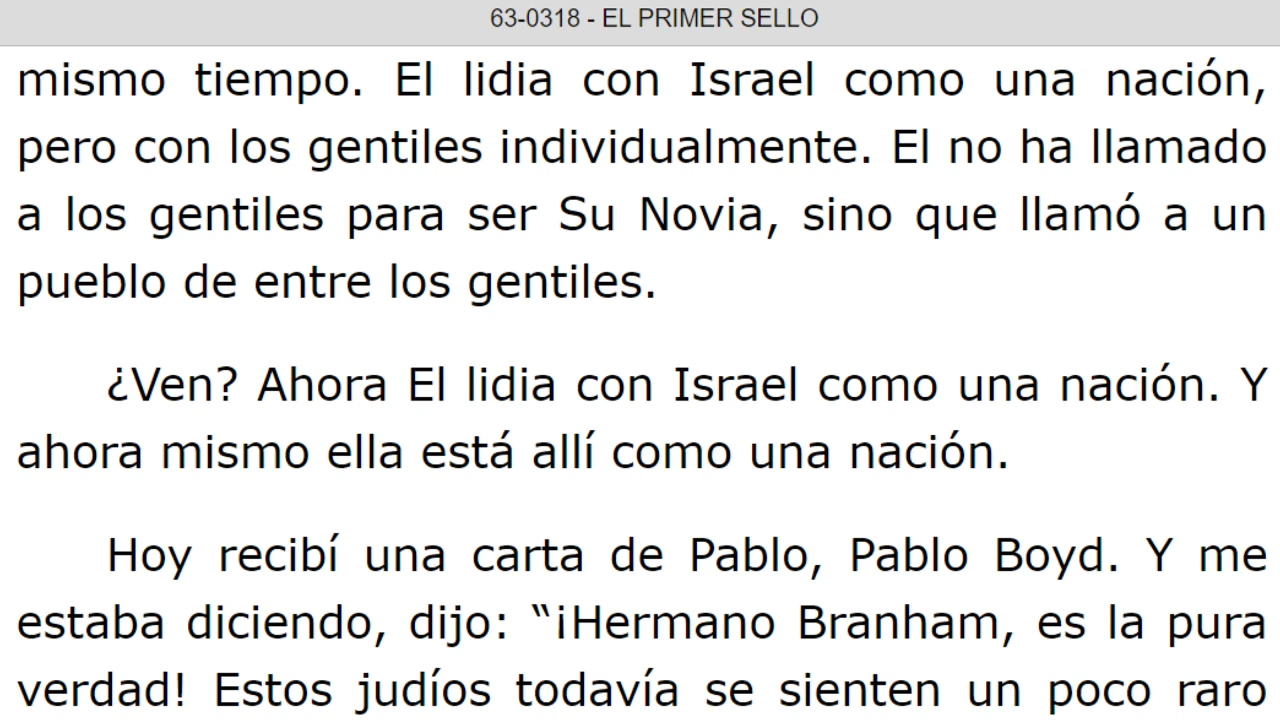 63-0318 - EL PRIMER SELLO
mismo tiempo. El lidia con Israel como una nación,
pero con los gentiles individualmente. El no ha llamado
a los gentiles para ser Su Novia, sino que llamó a un
pueblo de entre los gentiles.
¿Ven? Ahora El lidia con Israel como una nación. Y
ahora mismo ella está allí como una nación.
Hoy recibí una carta de Pablo, Pablo Boyd. Y me
estaba diciendo, dijo: “¡Hermano Branham, es la pura
verdad! Estos judíos todavía se sienten un poco raro